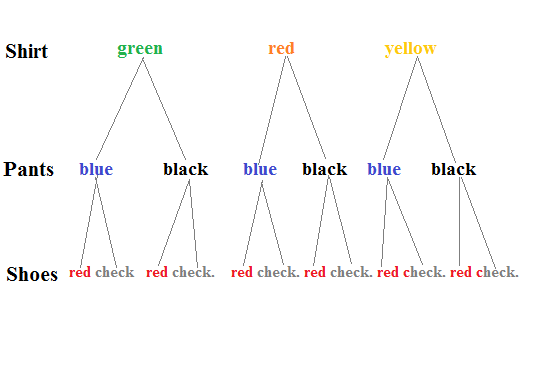 Shirt green red yellow
Pants blue black blue black blue black
Shoes red check red check. red check. red check. red check. red check.